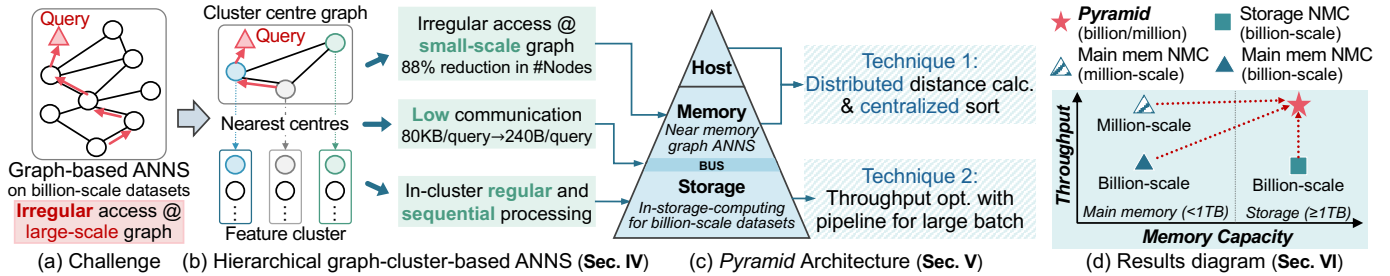 Query
Graph-based ANNS
on billion-scale datasets
Irregular access @
large-scale graph
(a) Challenge
Cluster centre graph
Query
Nearest centres
Feature cluster
Irregular access @
small-scale graph
88% reduction in #Nodes
Low communication
80KB/query→240B/query
In-cluster regular and
sequential processing
(b) Hierarchical graph-cluster-based ANNS (Sec. IV)
Host
Memory
Near memory
graph ANNS
BUS
Storage
In-storage-computing
for billion-scale datasets
Technique 1:
Distributed distance calc.
& centralized sort
Technique 2:
Throughput opt. with
pipeline for large batch
(c) Pyramid Architecture (Sec. V)
Pyramid
(billion/million)
Storage NMC
(billion-scale)
Main mem NMC
(million-scale)
Main mem NMC
(billion-scale)
Throughput
Million-scale
Billion-scale
Billion-scale
Main memory (<1TB)
Storage (≥1TB)
Memory Capacity
(d) Results diagram (Sec. VI)